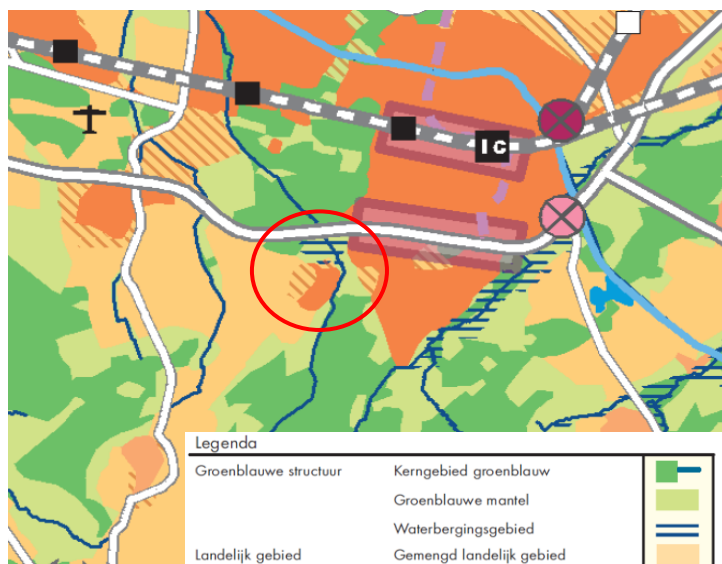 IC
Legenda
Groenblauwe structuur Kerngebied groenblauw
Groenblauwe mantel
Waterbergingsgebied
Landelijk gebied Gemengd landelijk gebied